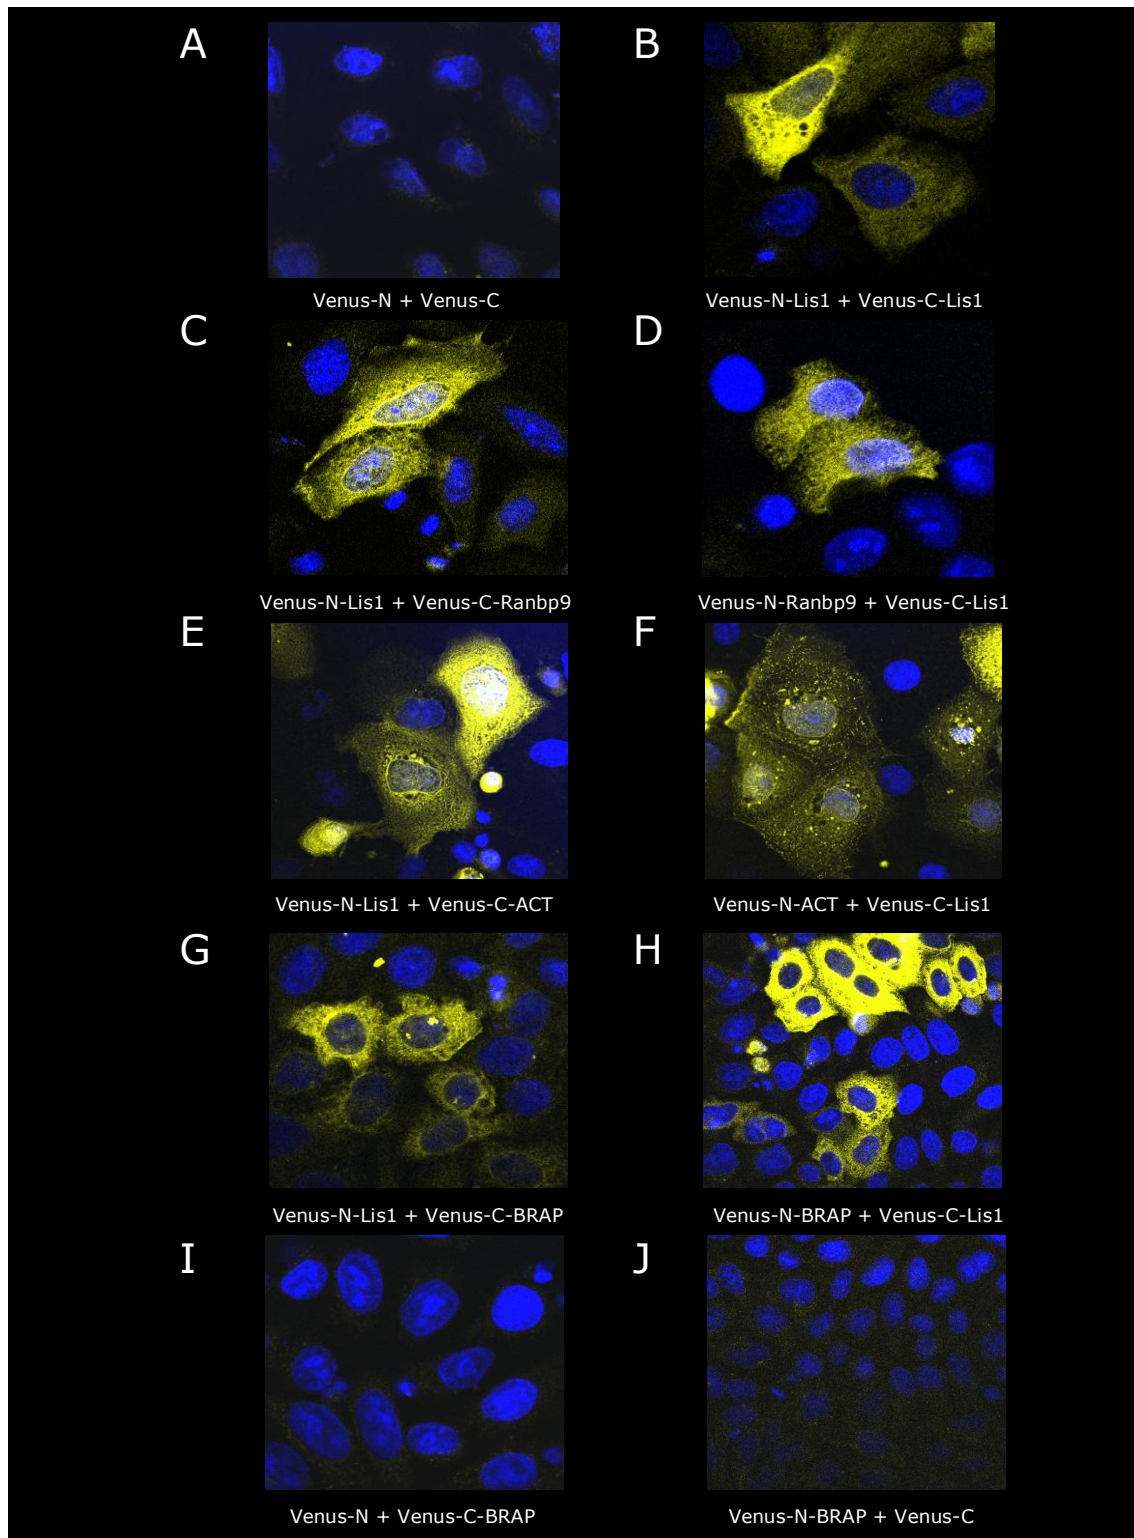 A
B
Venus-N + Venus-C
Venus-N-Lis1 + Venus-C-Lis1
C
D
Venus-N-Lis1 + Venus-C-Ranbp9
Venus-N-Ranbp9 + Venus-C-Lis1
E
F
Venus-N-Lis1 + Venus-C-ACT
Venus-N-ACT + Venus-C-Lis1
G
H
Venus-N-Lis1 + Venus-C-BRAP
Venus-N-BRAP + Venus-C-Lis1
I
J
Venus-N + Venus-C-BRAP
Venus-N-BRAP + Venus-C